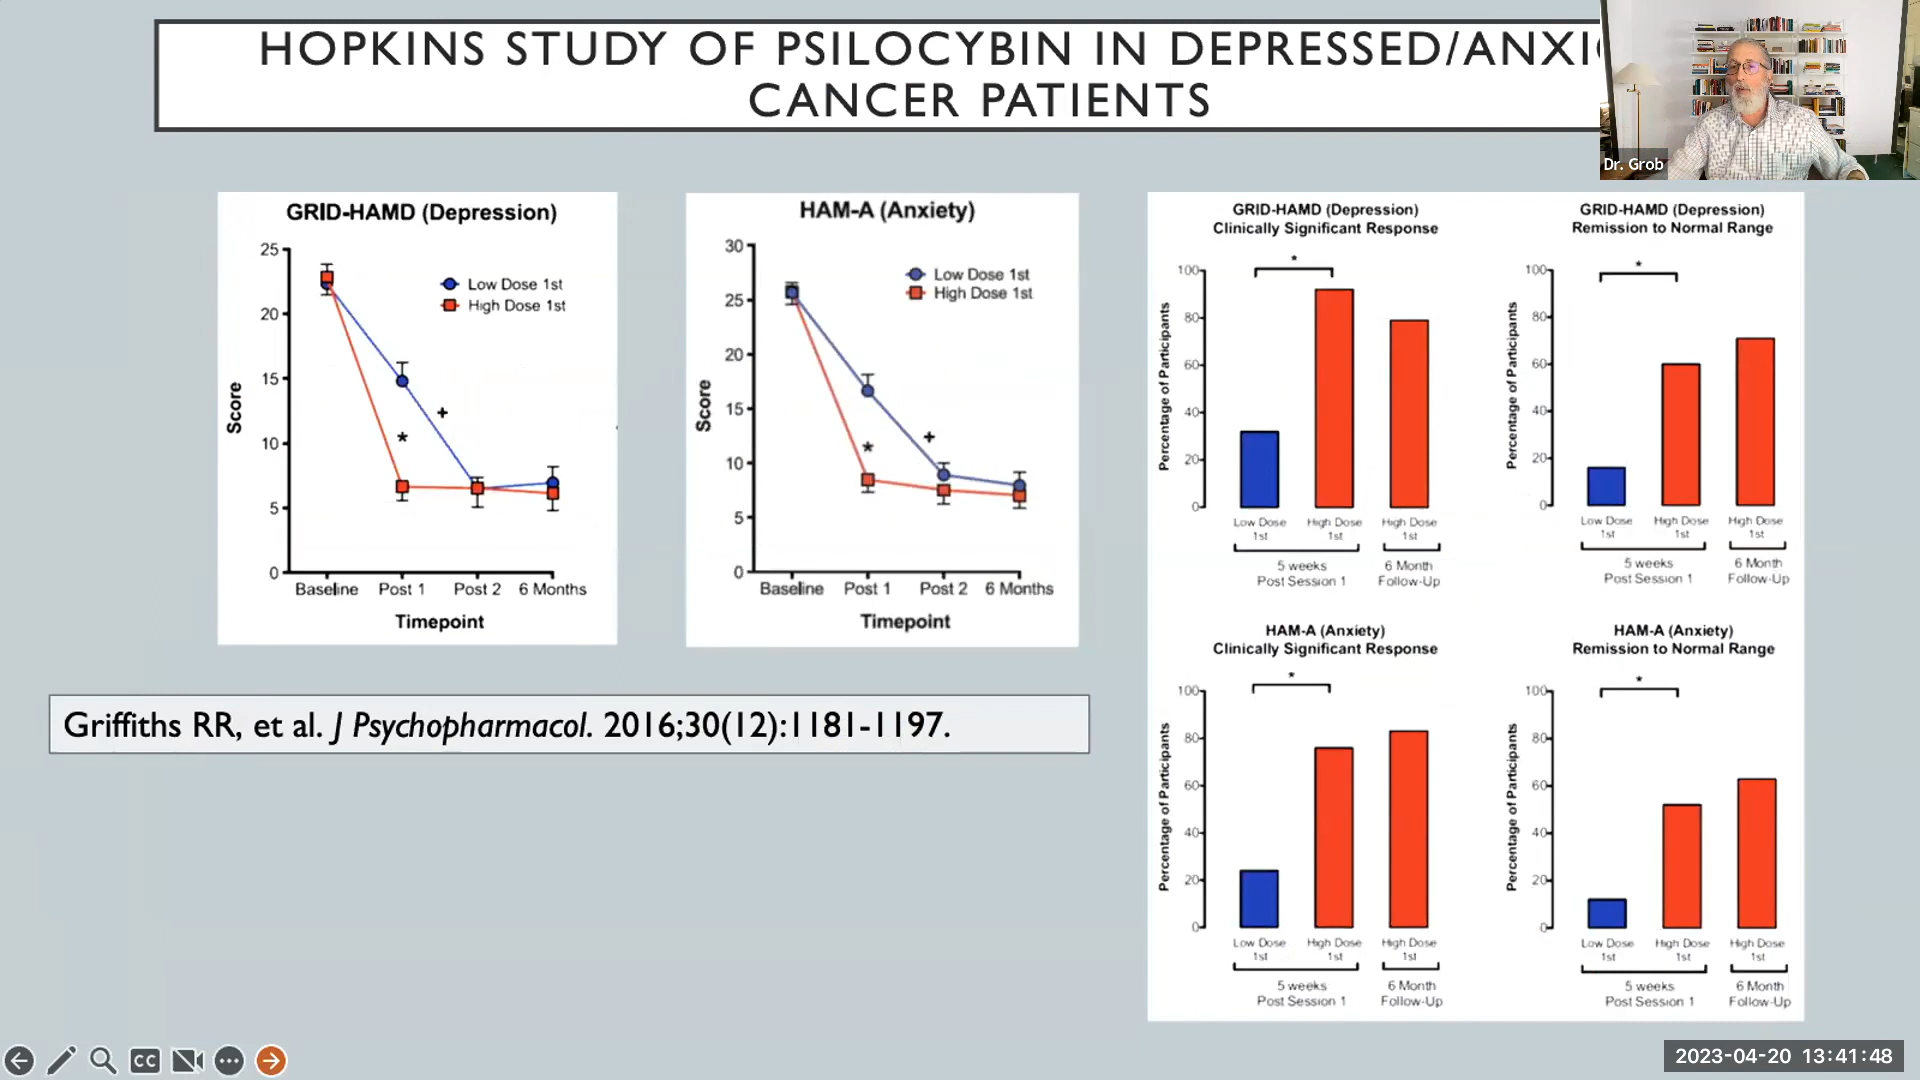 HOPKINS STUDY OF PSILOCYBIN IN DEPRESSED/ANXI
CANCER PATIENTS
Dr. Grob
GRID-HAMD (Depression)
25
20
15
10
5
0
Score
Low Dose 1st
High Dose 1st
*
+
Baseline Post 1 Post 2 6 Months
Timepoint
HAM-A (Anxiety)
30
25
20
15
10
5
0
Score
Low Dose 1st
High Dose 1st
*
+
Baseline Post 1 Post 2 6 Months
Timepoint
GRID-HAMD (Depression)
Clinically Significant Response
*
100
80
60
40
20
0
Percentage of Participants
Low Dose High Dose High Dose
1st 1st 1st
5 weeks 6 Month
Post Session 1 Follow-Up
GRID-HAMD (Depression)
Remission to Normal Range
*
100
80
60
40
20
0
Percentage of Participants
Low Dose High Dose High Dose
1st 1st 1st
5 weeks 6 Month
Post Session 1 Follow-Up
HAM-A (Anxiety)
Clinically Significant Response
*
100
80
60
40
20
0
Percentage of Participants
Low Dose High Dose High Dose
1st 1st 1st
5 weeks 6 Month
Post Session 1 Follow-Up
HAM-A (Anxiety)
Remission to Normal Range
*
100
80
60
40
20
0
Percentage of Participants
Low Dose High Dose High Dose
1st 1st 1st
5 weeks 6 Month
Post Session 1 Follow-Up
Griffiths RR, et al. J Psychopharmacol. 2016;30(12):1181-1197.
CC
2023-04-20 13:41:48